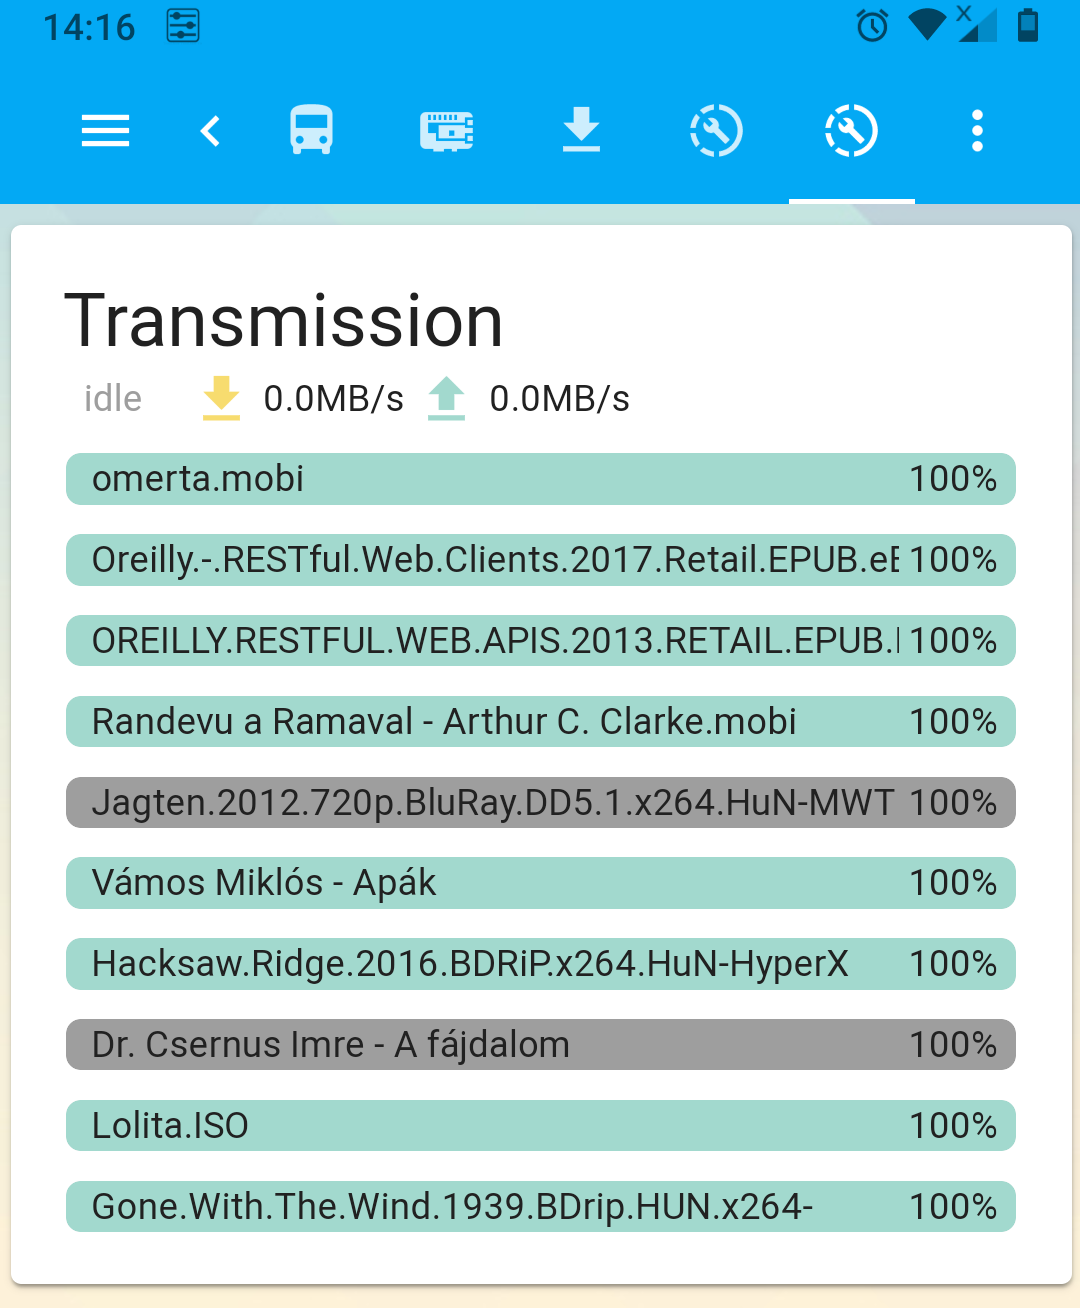 14:16
Transmission
idle 0.0MB/s 0.0MB/s
omerta.mobi 100%
Oreilly.-.RESTful.Web.Clients.2017.Retail.EPUB.eB 100%
OREILLY.RESTFUL.WEB.APIS.2013.RETAIL.EPUB. 100%
Randevu a Ramaval - Arthur C. Clarke.mobi 100%
Jagten.2012.720p.BluRay.DD5.1.x264.HuN-MWT 100%
Vámos Miklós - Apák 100%
Hacksaw.Ridge.2016.BDRiP.x264.HuN-HyperX 100%
Dr. Csernus Imre - A fájdalom 100%
Lolita.ISO 100%
Gone.With.The.Wind.1939.BDrip.HUN.x264- 100%